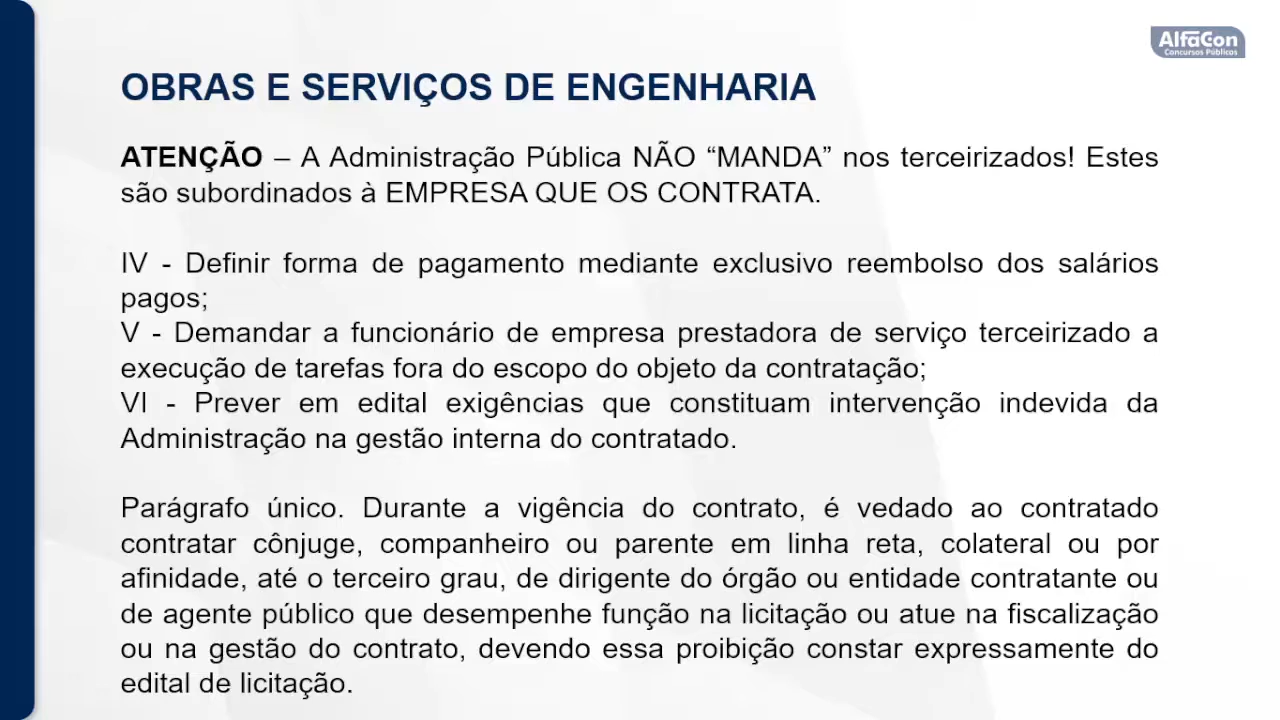 AlfaCon
Concursos Públicos
OBRAS E SERVIÇOS DE ENGENHARIA
ATENÇÃO – A Administração Pública NÃO “MANDA” nos terceirizados! Estes
são subordinados à EMPRESA QUE OS CONTRATA.
IV - Definir forma de pagamento mediante exclusivo reembolso dos salários
pagos;
V - Demandar a funcionário de empresa prestadora de serviço terceirizado a
execução de tarefas fora do escopo do objeto da contratação;
VI - Prever em edital exigências que constituam intervenção indevida da
Administração na gestão interna do contratado.
Parágrafo único. Durante a vigência do contrato, é vedado ao contratado
contratar cônjuge, companheiro ou parente em linha reta, colateral ou por
afinidade, até o terceiro grau, de dirigente do órgão ou entidade contratante ou
de agente público que desempenhe função na licitação ou atue na fiscalização
ou na gestão do contrato, devendo essa proibição constar expressamente do
edital de licitação.